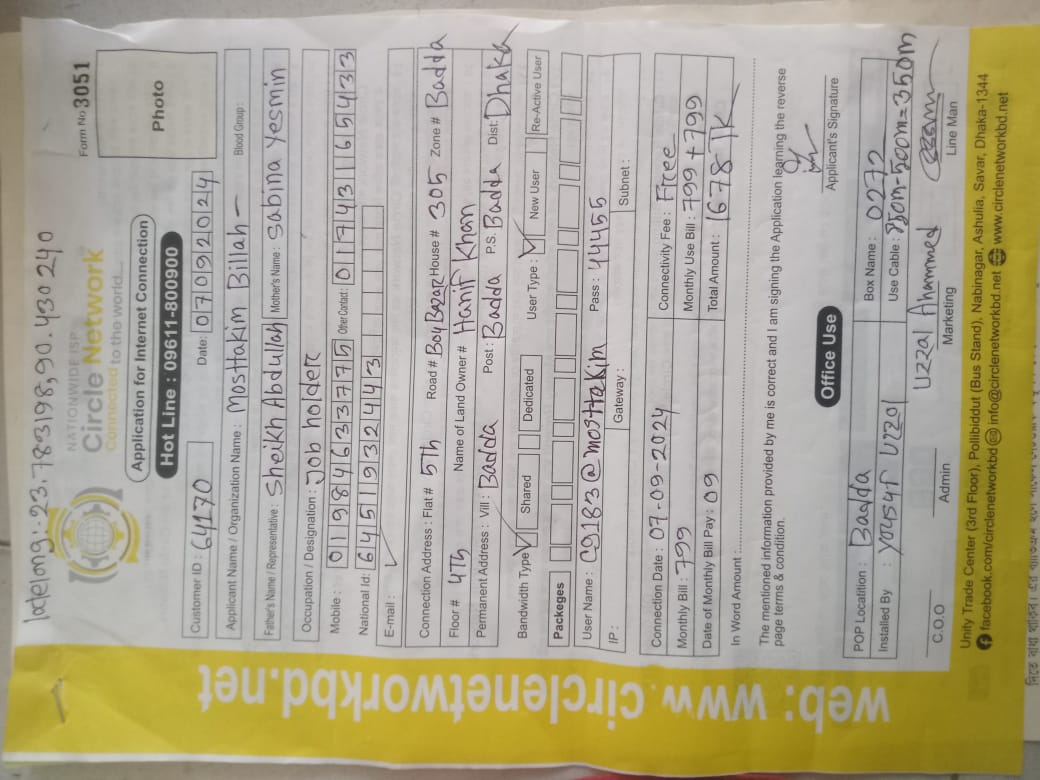 latlong:-23.783198,90.430240
NATIONWIDE ISP
Circle Network
Connected to the world....
Form No 3051
Application for Internet Connection
Hot Line : 09611-800900
Photo
Customer ID : 64170 Date: 07092024
Applicant Name / Organization Name : Mosttakim Billah Blood Group :
Father's Name / Representative : Sheikh Abdullah Mother's Name : Sabina Yesmin
Occupation / Designation : Job holder
Mobile : 01984633775 Other Contact : 01743165433
National Id: 6451932443
E-mail :
Connection Address : Flat # 5Th Road # Boy Bazar House # 305 Zone # Badda
Floor # 4Th Name of Land Owner # Hanif Khan
Permanent Address : Vill : Badda Post : Badda P.S. Badda Dist: Dhaka
Bandwidth Type Shared Dedicated User Type : New User Re-Active User
Packeges
User Name : C9183@mosttakim Pass : 44455
IP : Gateway : Subnet :
Connection Date : 07-09-2024 Connectivity Fee : Free
Monthly Bill : 799 Monthly Use Bill : 799+799
Date of Monthly Bill Pay : 09 Total Amount : 1678 TK
In Word Amount
The mentioned information provided by me is correct and I am signing the Application learning the reverse
page terms & condition.
Applicant's Signature
Office Use
POP Location : Badda Box Name : 0272
Installed By : yousuf Uzzol Use Cable : 850m-500m=350m
Uzzal Ahammed
C.O.O Admin Marketing Line Man
Unity Trade Center (3rd Floor), Pollibiddut (Bus Stand), Nabinagar, Ashulia, Savar, Dhaka-1344
facebook.com/circlenetworkbd info@circlenetworkbd.net www.circlenetworkbd.net
web: www.circlenetworkbd.net